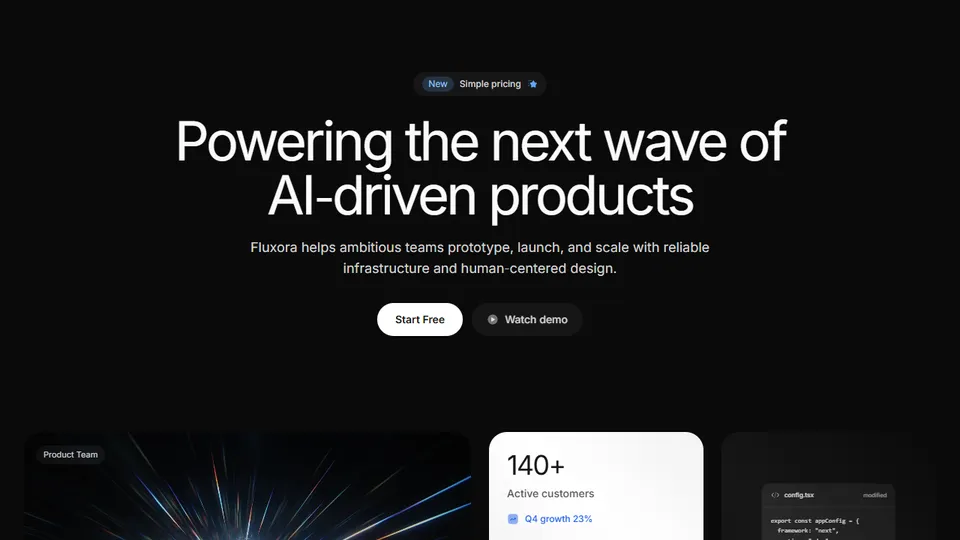 New Simple pricing
Powering the next wave of
AI-driven products
Fluxora helps ambitious teams prototype, launch, and scale with reliable
infrastructure and human-centered design.
Start Free
Watch demo
Product Team
140+
Active customers
Q4 growth 23%
config.tsx
modified
export const appConfig = {
framework: "next",